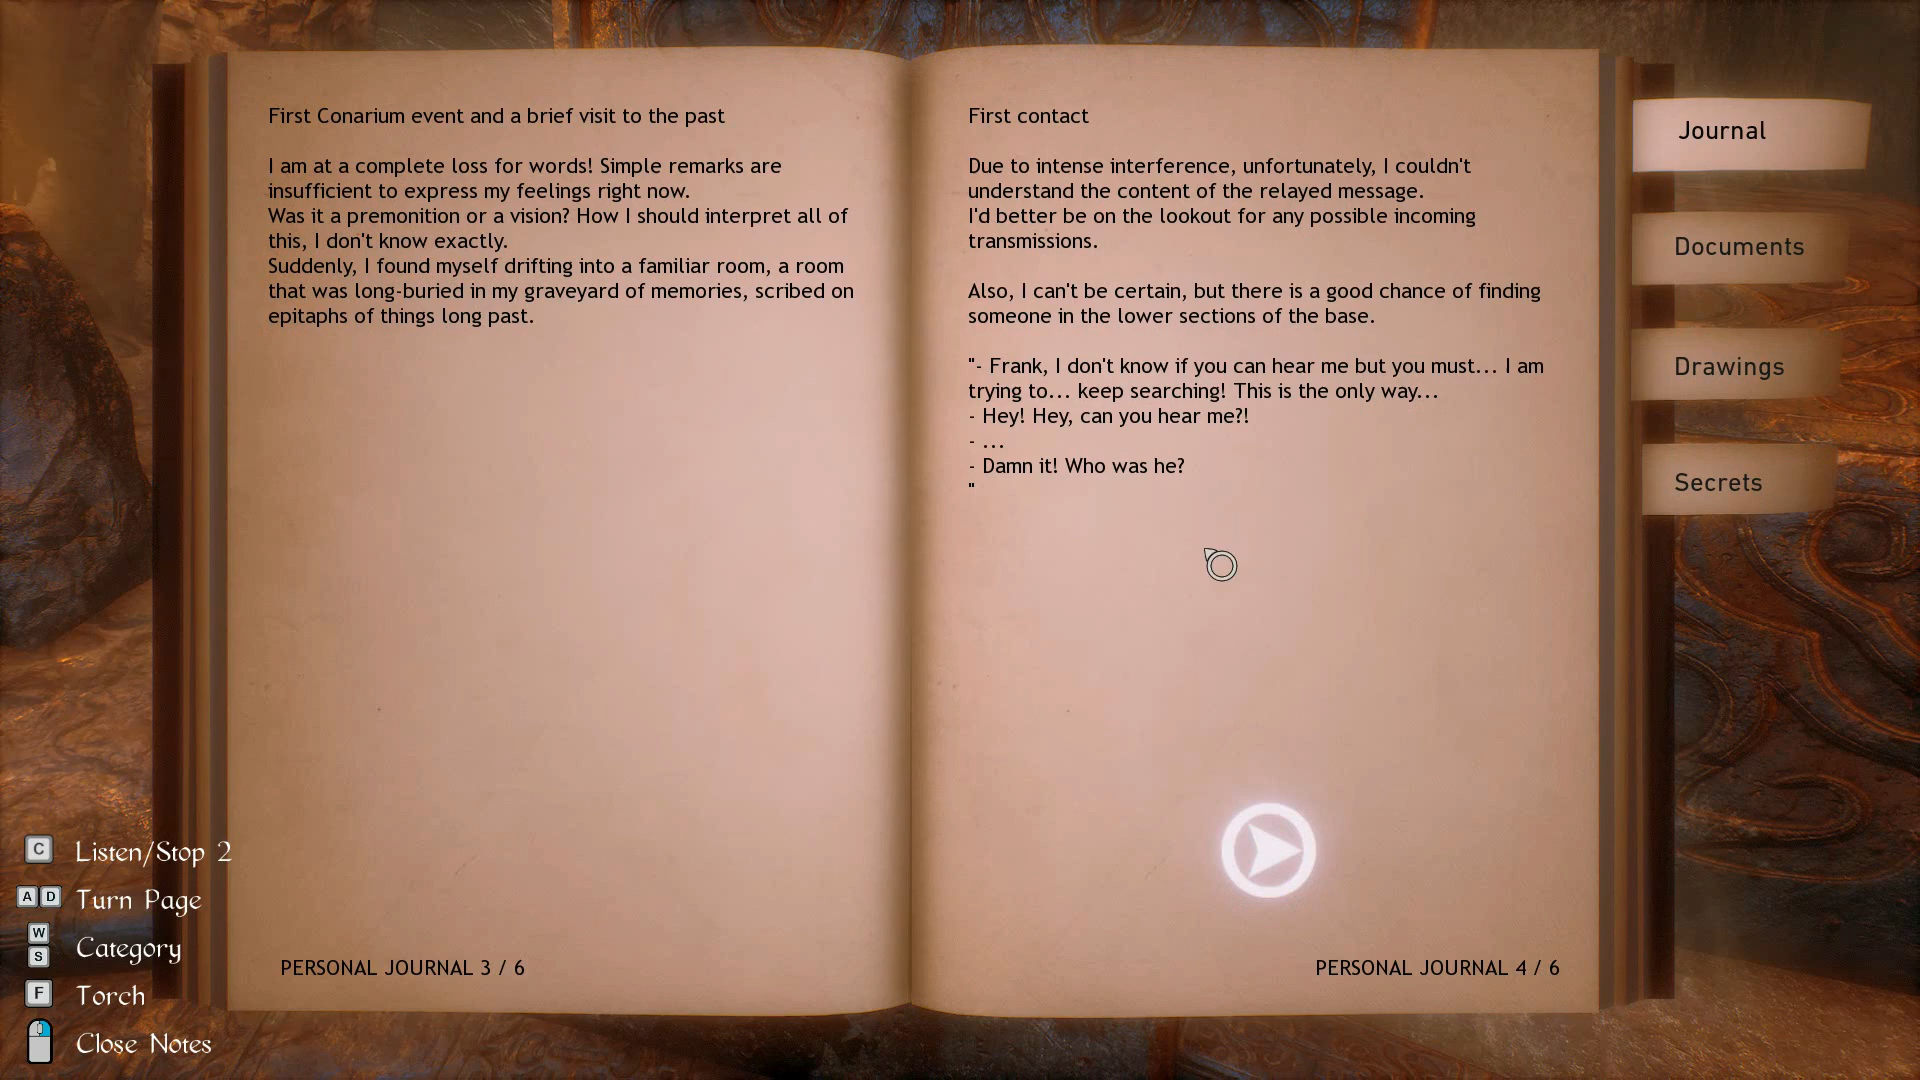 First Conarium event and a brief visit to the past
I am at a complete loss for words! Simple remarks are
insufficient to express my feelings right now.
Was it a premonition or a vision? How I should interpret all of
this, I don't know exactly.
Suddenly, I found myself drifting into a familiar room, a room
that was long-buried in my graveyard of memories, scribed on
epitaphs of things long past.
PERSONAL JOURNAL 3 / 6
First contact
Due to intense interference, unfortunately, I couldn't
understand the content of the relayed message.
I'd better be on the lookout for any possible incoming
transmissions.
Also, I can't be certain, but there is a good chance of finding
someone in the lower sections of the base.
"- Frank, I don't know if you can hear me but you must... I am
trying to... keep searching! This is the only way...
- Hey! Hey, can you hear me?!
- ...
- Damn it! Who was he?
"
PERSONAL JOURNAL 4 / 6
Journal
Documents
Drawings
Secrets
C Listen/Stop 2
A D Turn Page
W
S Category
F Torch
Close Notes